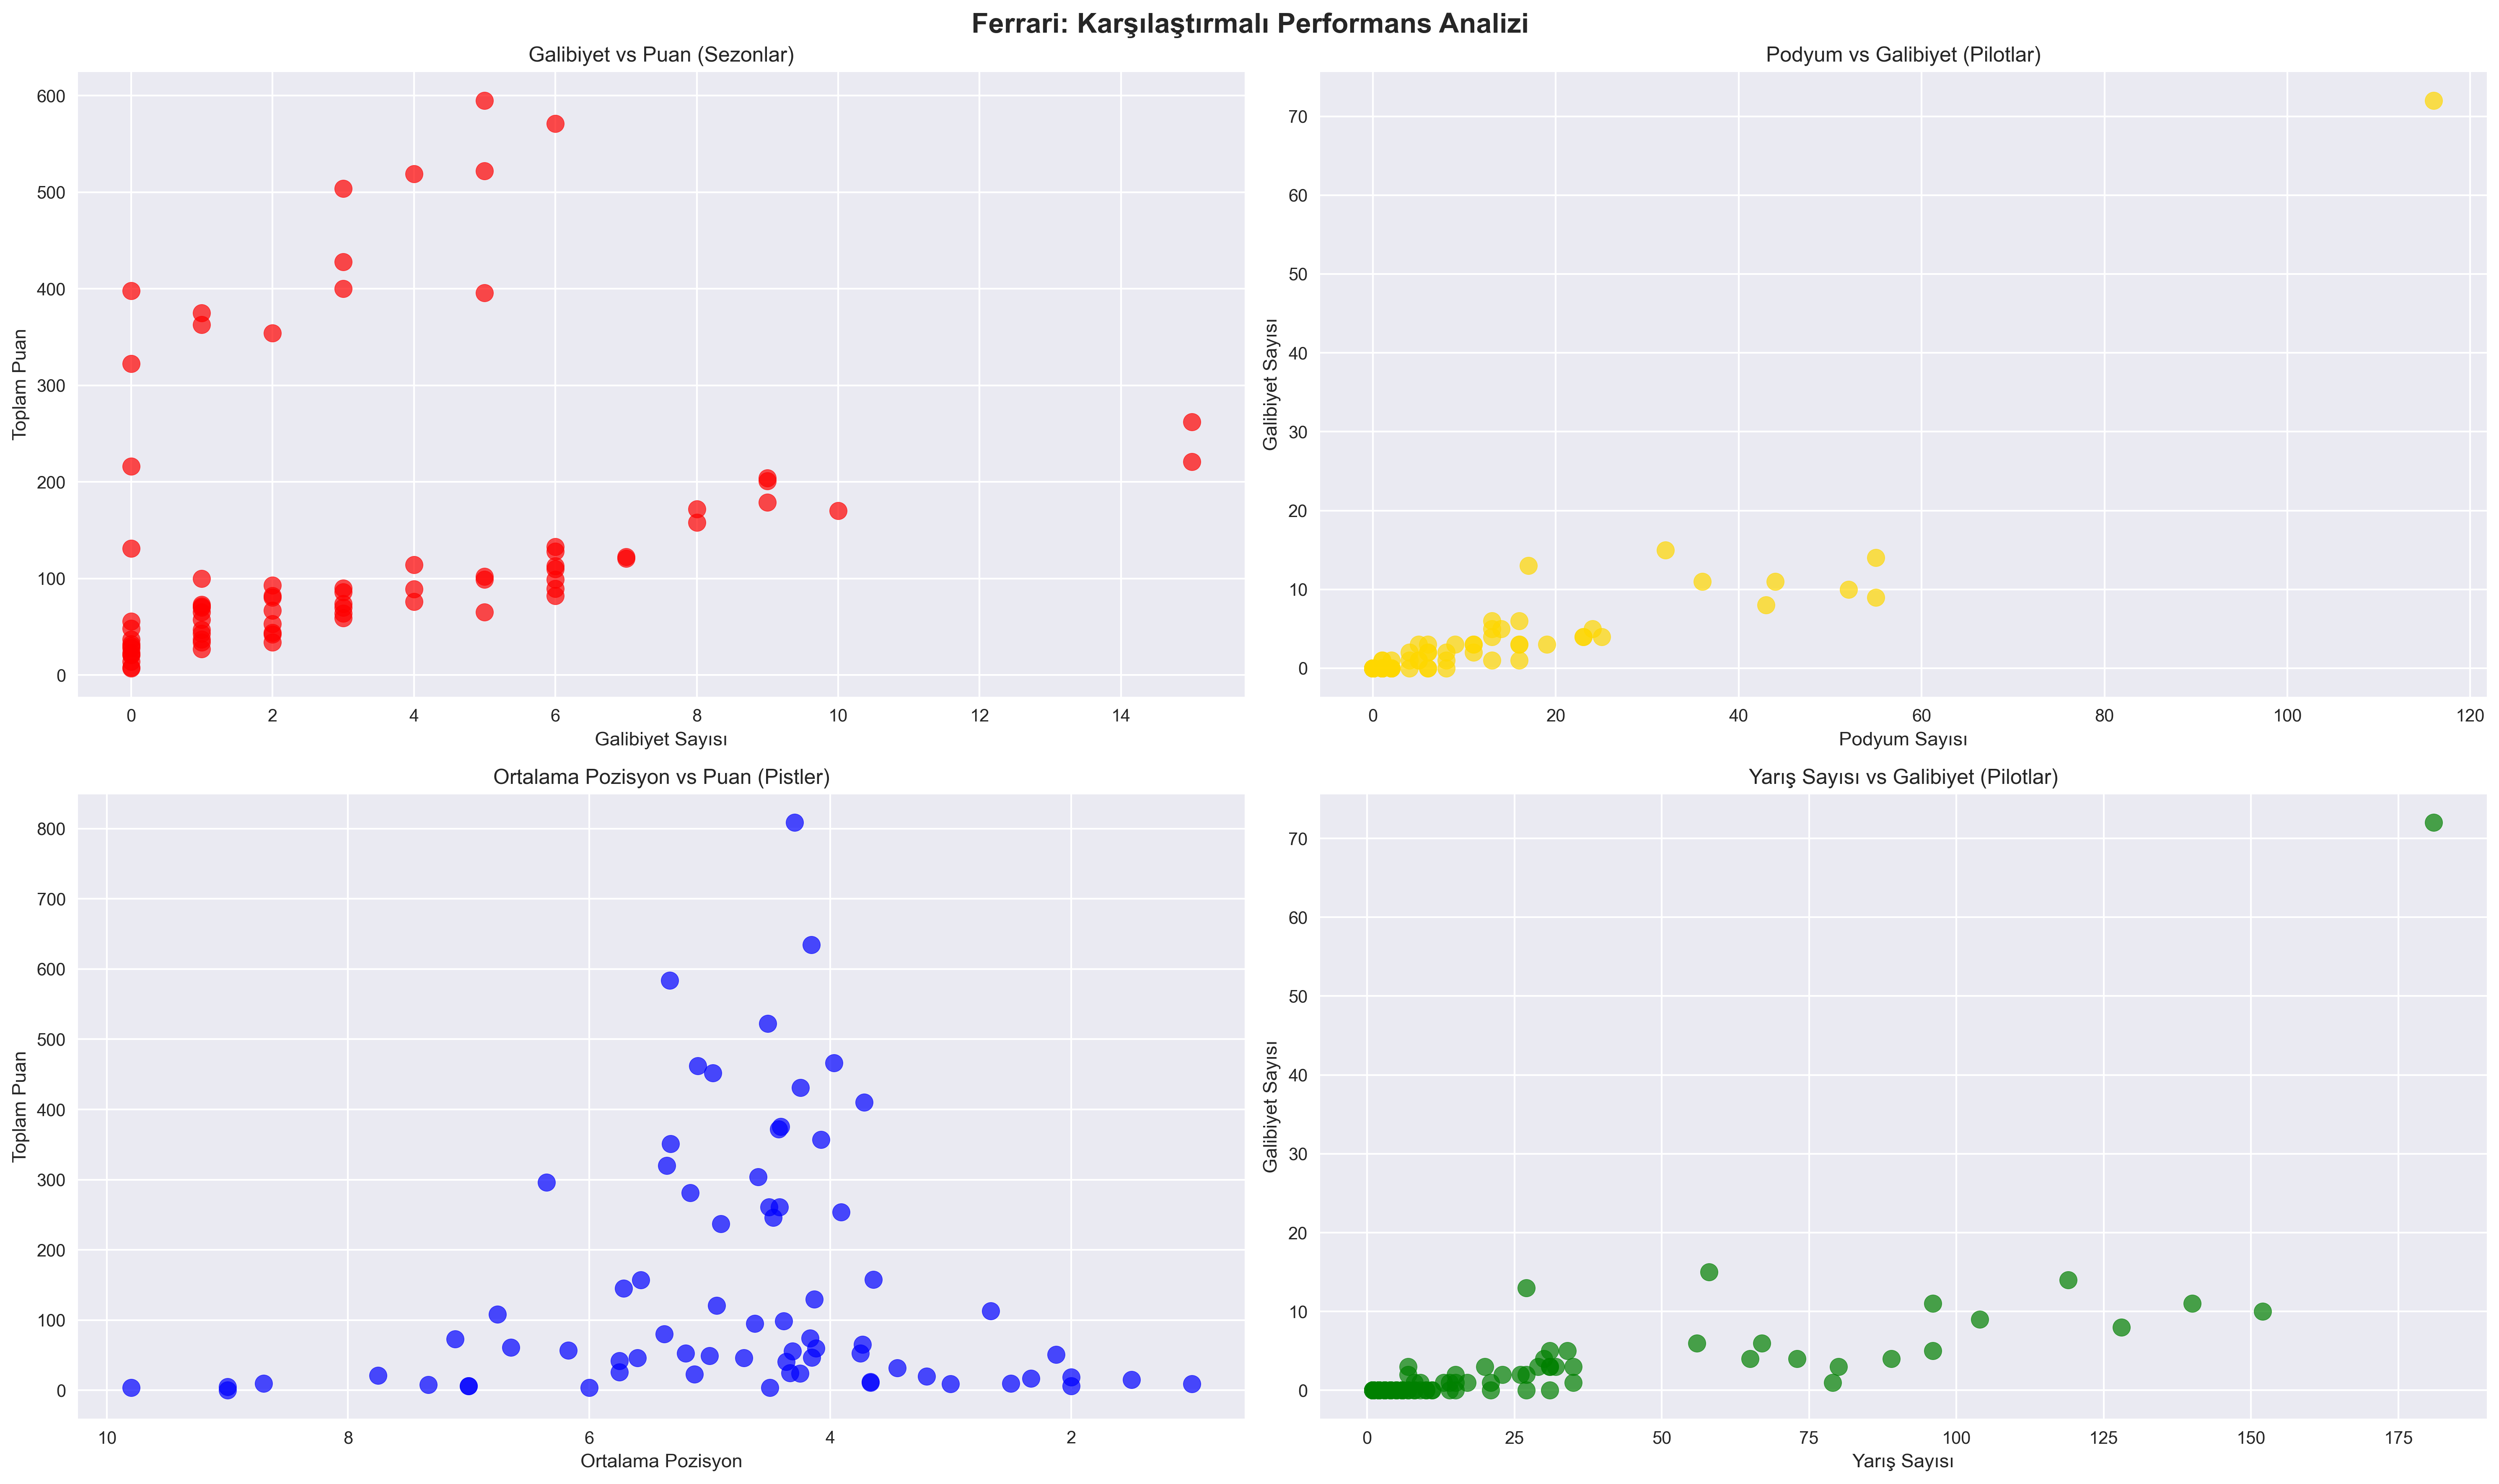 Ferrari: Karşılaştırmalı Performans Analizi
Galibiyet vs Puan (Sezonlar)
600
500
400
300
200
100
0
Toplam Puan
0 2 4 6 8 10 12 14
Galibiyet Sayısı
Podyum vs Galibiyet (Pilotlar)
70
60
50
40
30
20
10
0
Galibiyet Sayısı
0 20 40 60 80 100 120
Podyum Sayısı
Ortalama Pozisyon vs Puan (Pistler)
800
700
600
500
400
300
200
100
0
Toplam Puan
10 8 6 4 2
Ortalama Pozisyon
Yarış Sayısı vs Galibiyet (Pilotlar)
70
60
50
40
30
20
10
0
Galibiyet Sayısı
0 25 50 75 100 125 150 175
Yarış Sayısı